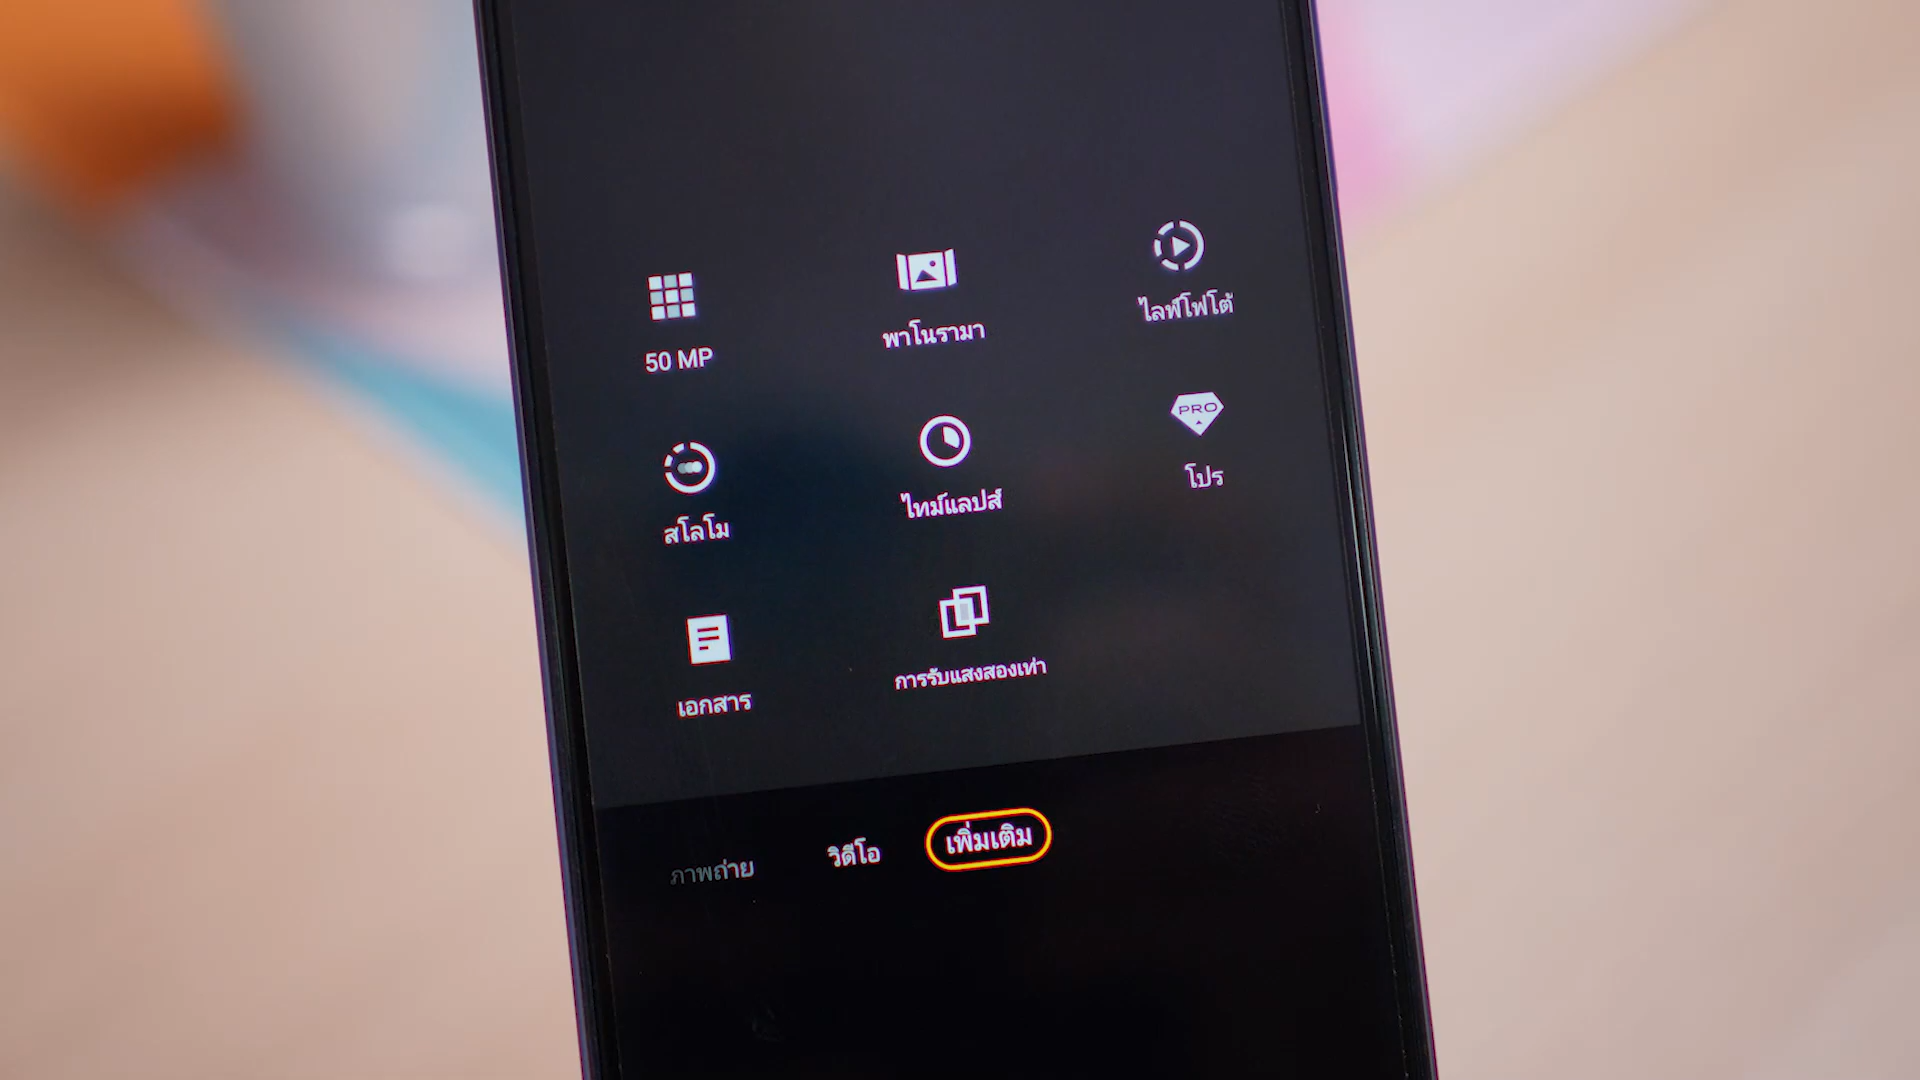 50 MP
พาโนรามา
ไลฟ์โฟโต้
สโลโม
ไทม์แลปส์
PRO
โปร
เอกสาร
การรับแสงสองเท่า
ภาพถ่าย
วิดีโอ
เพิ่มเติม